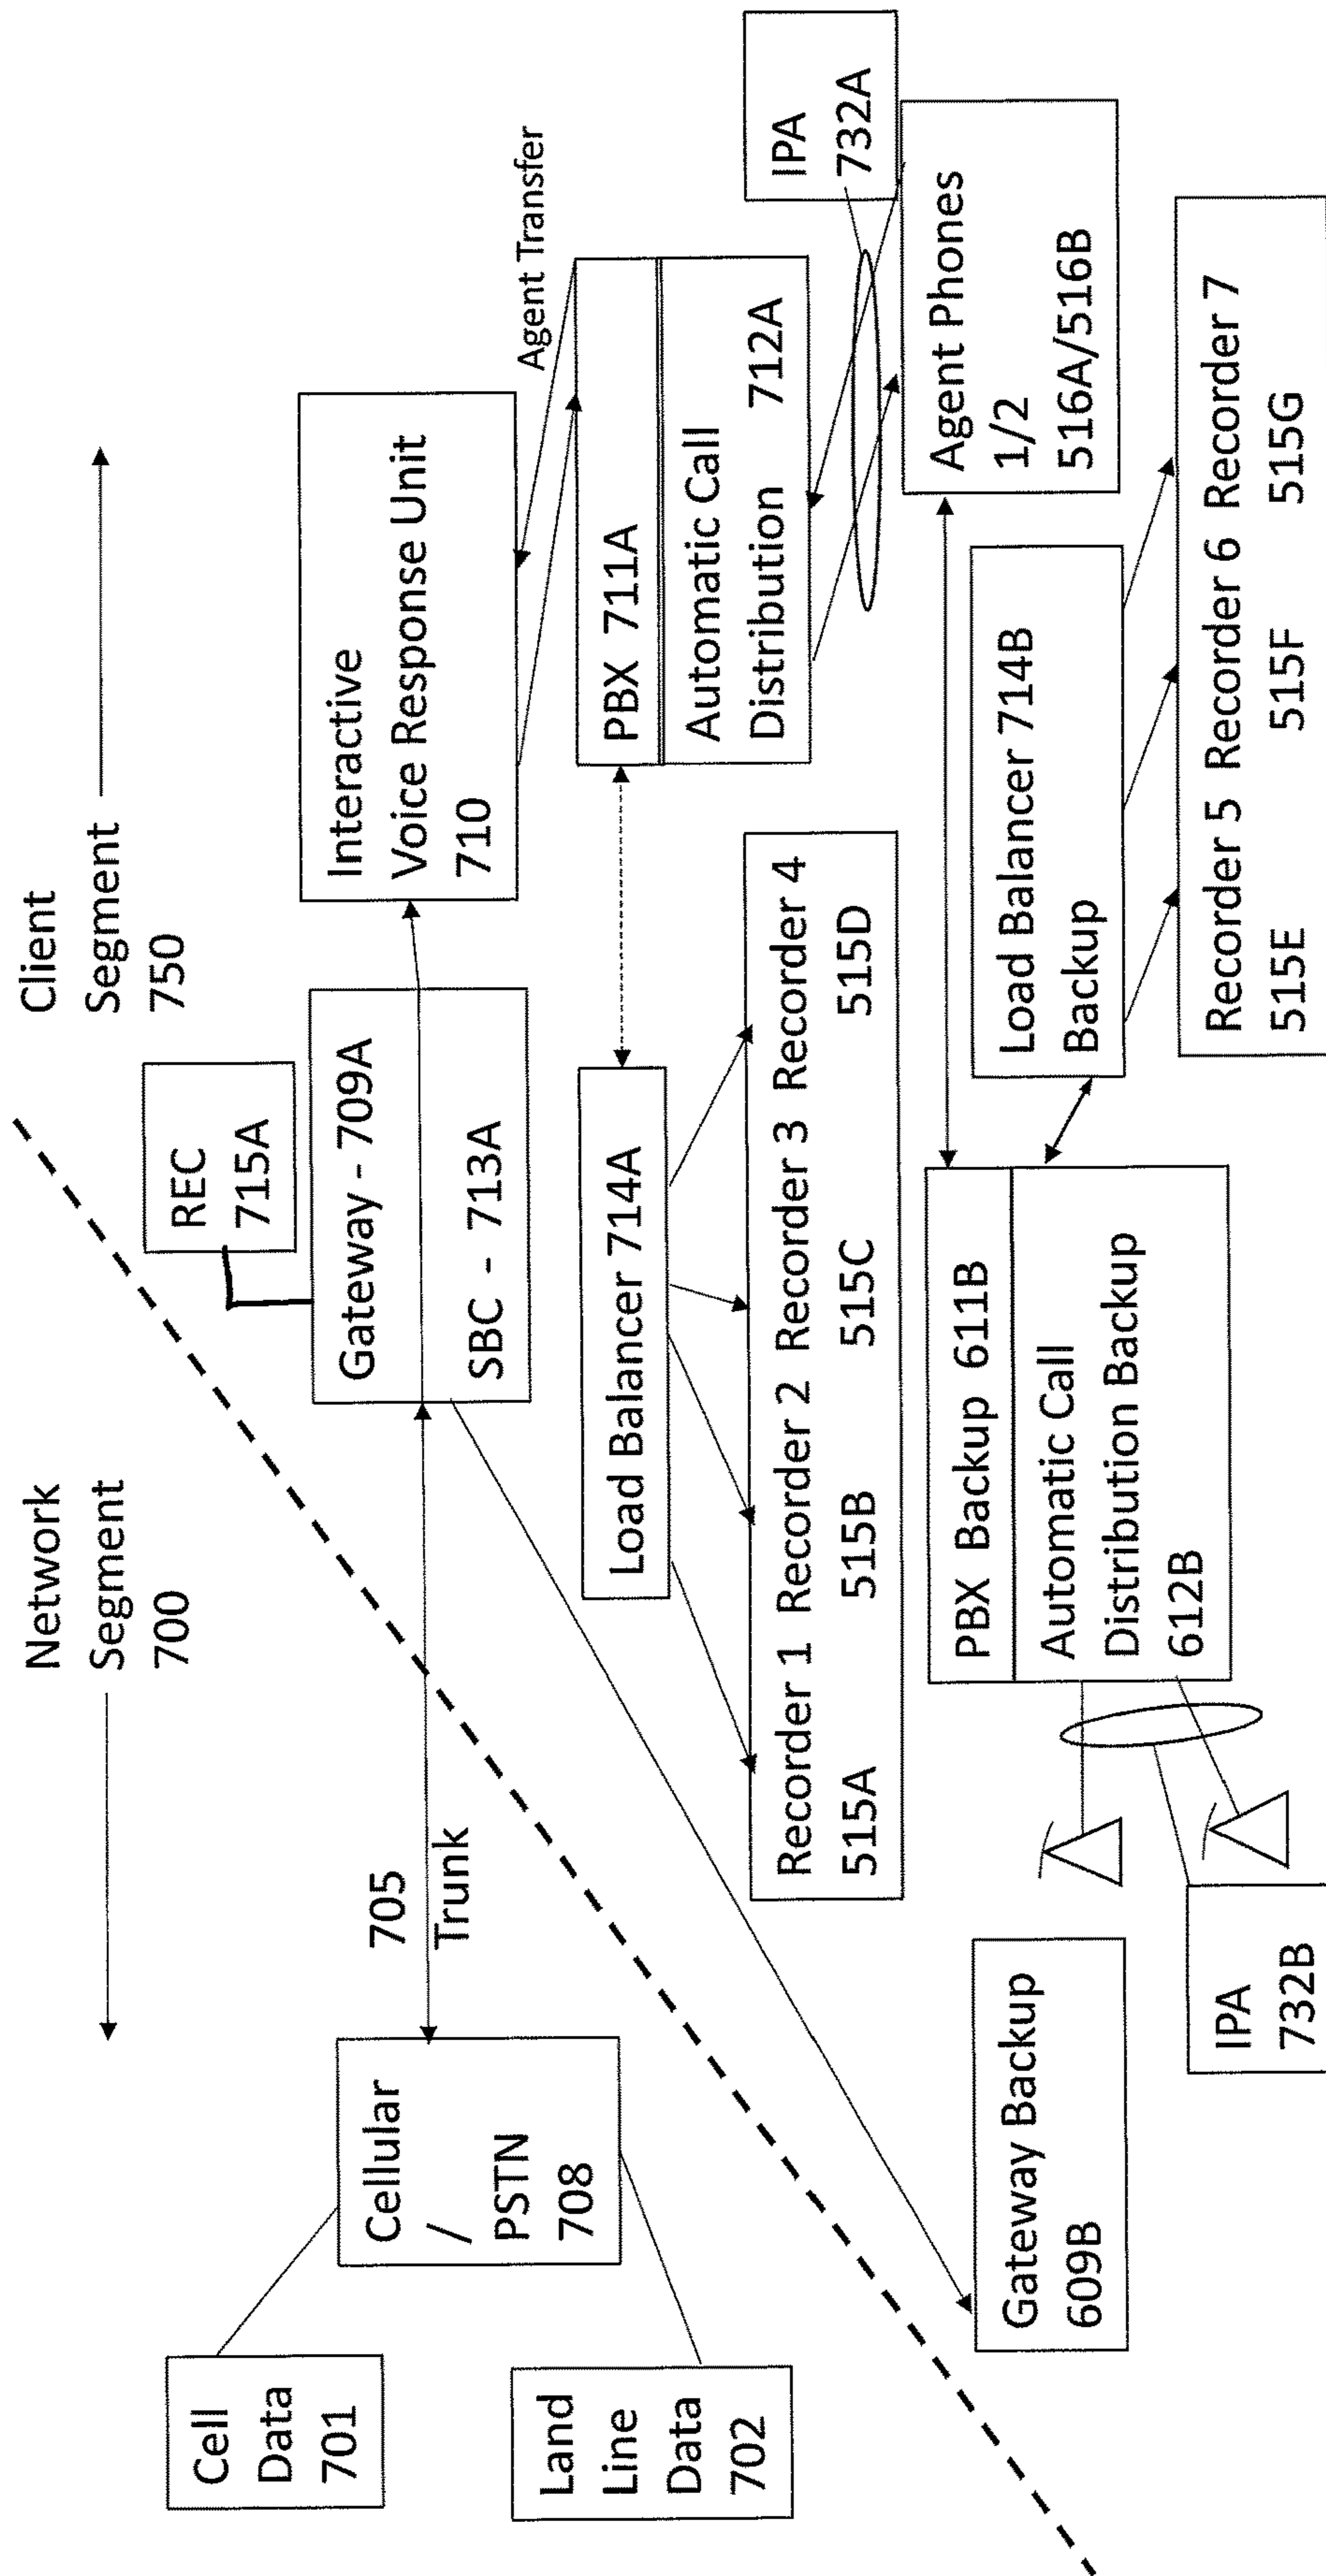 Network
Segment
700
Client
Segment
750
Cell
Data
701
Land
Line
Data
702
Cellular
/
PSTN
708
705
Trunk
REC
715A
Gateway - 709A
SBC - 713A
Interactive
Voice Response Unit
710
Agent Transfer
PBX 711A
Automatic Call
Distribution 712A
Load Balancer 714A
Recorder 1 Recorder 2 Recorder 3 Recorder 4
515A 515B 515C 515D
IPA
732A
Agent Phones
1/2
516A/516B
Gateway Backup
609B
PBX Backup 611B
Automatic Call
Distribution Backup
612B
Load Balancer 714B
Backup
IPA
732B
Recorder 5 Recorder 6 Recorder 7
515E 515F 515G